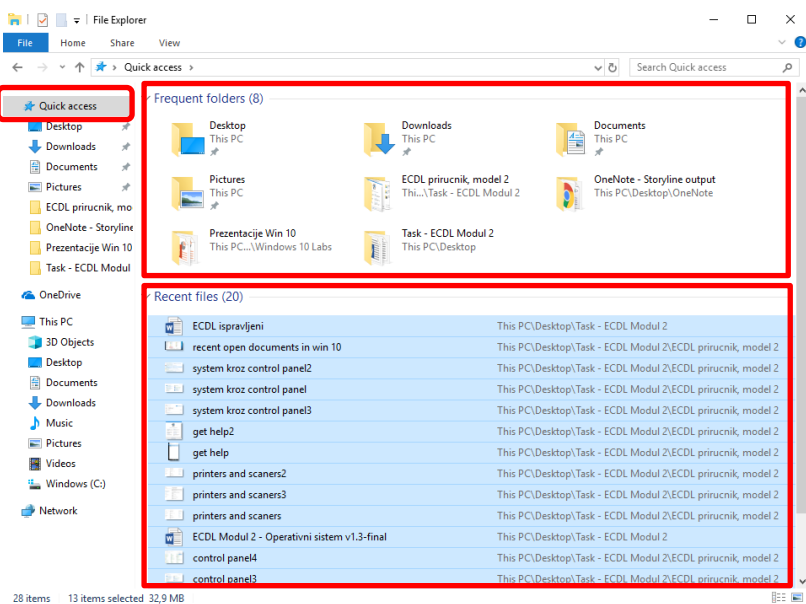 File Explorer
File Home Share View
Quick access
Search Quick access
Quick access
Desktop
Downloads
Documents
Pictures
ECDL prirucnik, mo
OneNote - Storyline
Prezentacije Win 10
Task - ECDL Modul
OneDrive
This PC
3D Objects
Desktop
Documents
Downloads
Music
Pictures
Videos
Windows (C:)
Network
Frequent folders (8)
Desktop
This PC
Downloads
This PC
Documents
This PC
Pictures
This PC
ECDL prirucnik, model 2
Thi...\Task - ECDL Modul 2
OneNote - Storyline output
This PC\Desktop\OneNote
Prezentacije Win 10
This PC...\Windows 10 Labs
Task - ECDL Modul 2
This PC\Desktop
Recent files (20)
ECDL ispravljeni This PC\Desktop\Task - ECDL Modul 2
recent open documents in win 10 This PC\Desktop\Task - ECDL Modul 2\ECDL prirucnik, model 2
system kroz control panel2 This PC\Desktop\Task - ECDL Modul 2\ECDL prirucnik, model 2
system kroz control panel This PC\Desktop\Task - ECDL Modul 2\ECDL prirucnik, model 2
system kroz control panel3 This PC\Desktop\Task - ECDL Modul 2\ECDL prirucnik, model 2
get help2 This PC\Desktop\Task - ECDL Modul 2\ECDL prirucnik, model 2
get help This PC\Desktop\Task - ECDL Modul 2\ECDL prirucnik, model 2
printers and scaners2 This PC\Desktop\Task - ECDL Modul 2\ECDL prirucnik, model 2
printers and scaners3 This PC\Desktop\Task - ECDL Modul 2\ECDL prirucnik, model 2
printers and scaners This PC\Desktop\Task - ECDL Modul 2\ECDL prirucnik, model 2
ECDL Modul 2 - Operativni sistem v1.3-final This PC\Desktop\Task - ECDL Modul 2
control panel4 This PC\Desktop\Task - ECDL Modul 2\ECDL prirucnik, model 2
control panel3 This PC\Desktop\Task - ECDL Modul 2\ECDL prirucnik, model 2
28 items 13 items selected 32,9 MB